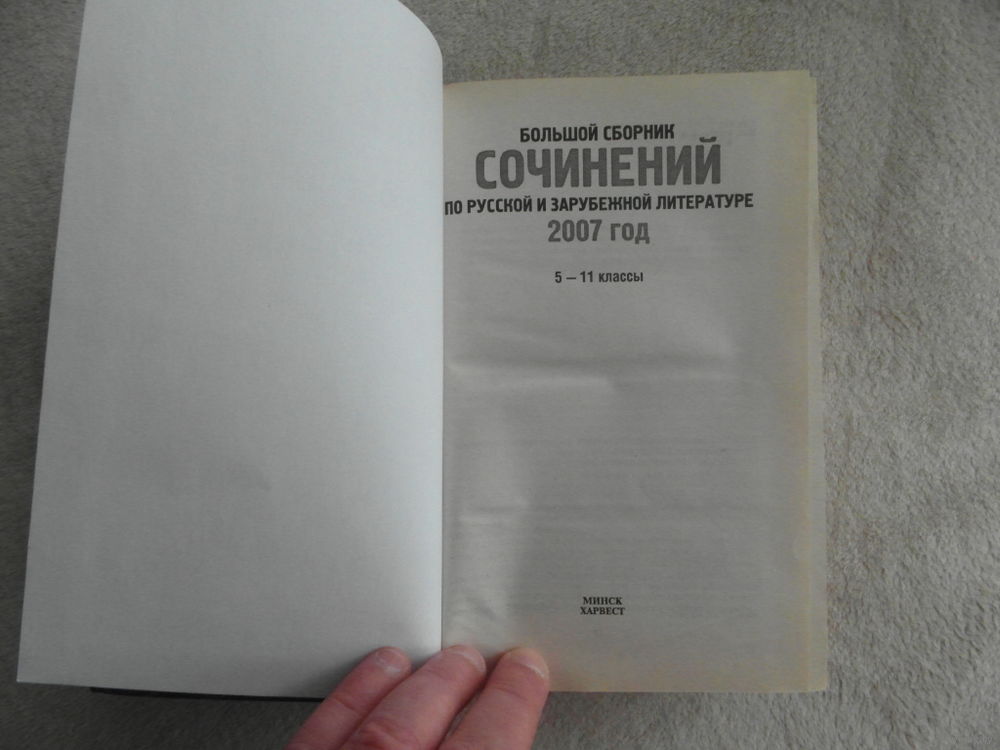 БОЛЬШОЙ СБОРНИК
СОЧИНЕНИЙ
ПО РУССКОЙ И ЗАРУБЕЖНОЙ ЛИТЕРАТУРЕ
2007 год
5 – 11 классы
МИНСК
ХАРВЕСТ